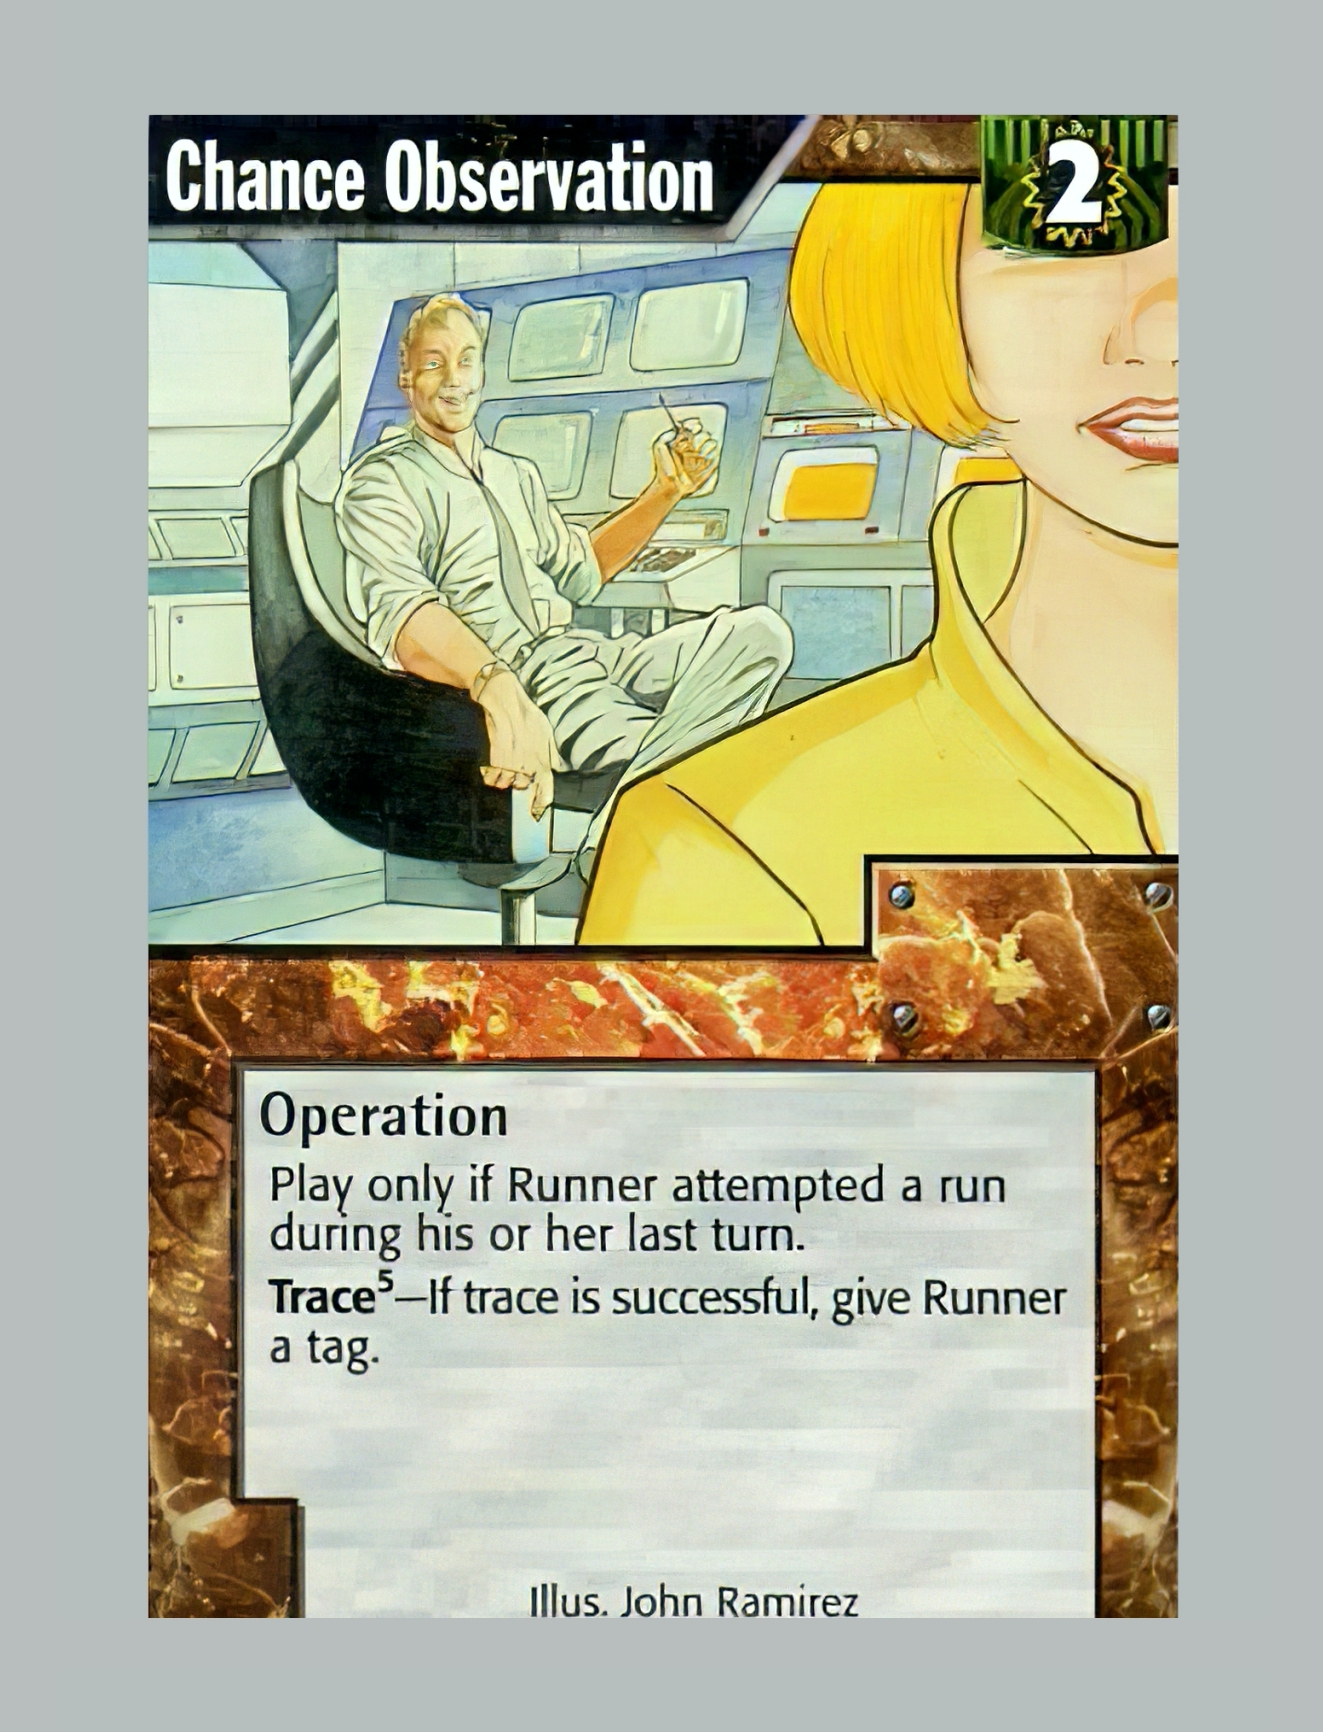 Chance Observation
2
Operation
Play only if Runner attempted a run
during his or her last turn.
Trace⁵—If trace is successful, give Runner
a tag.
Illus. John Ramirez